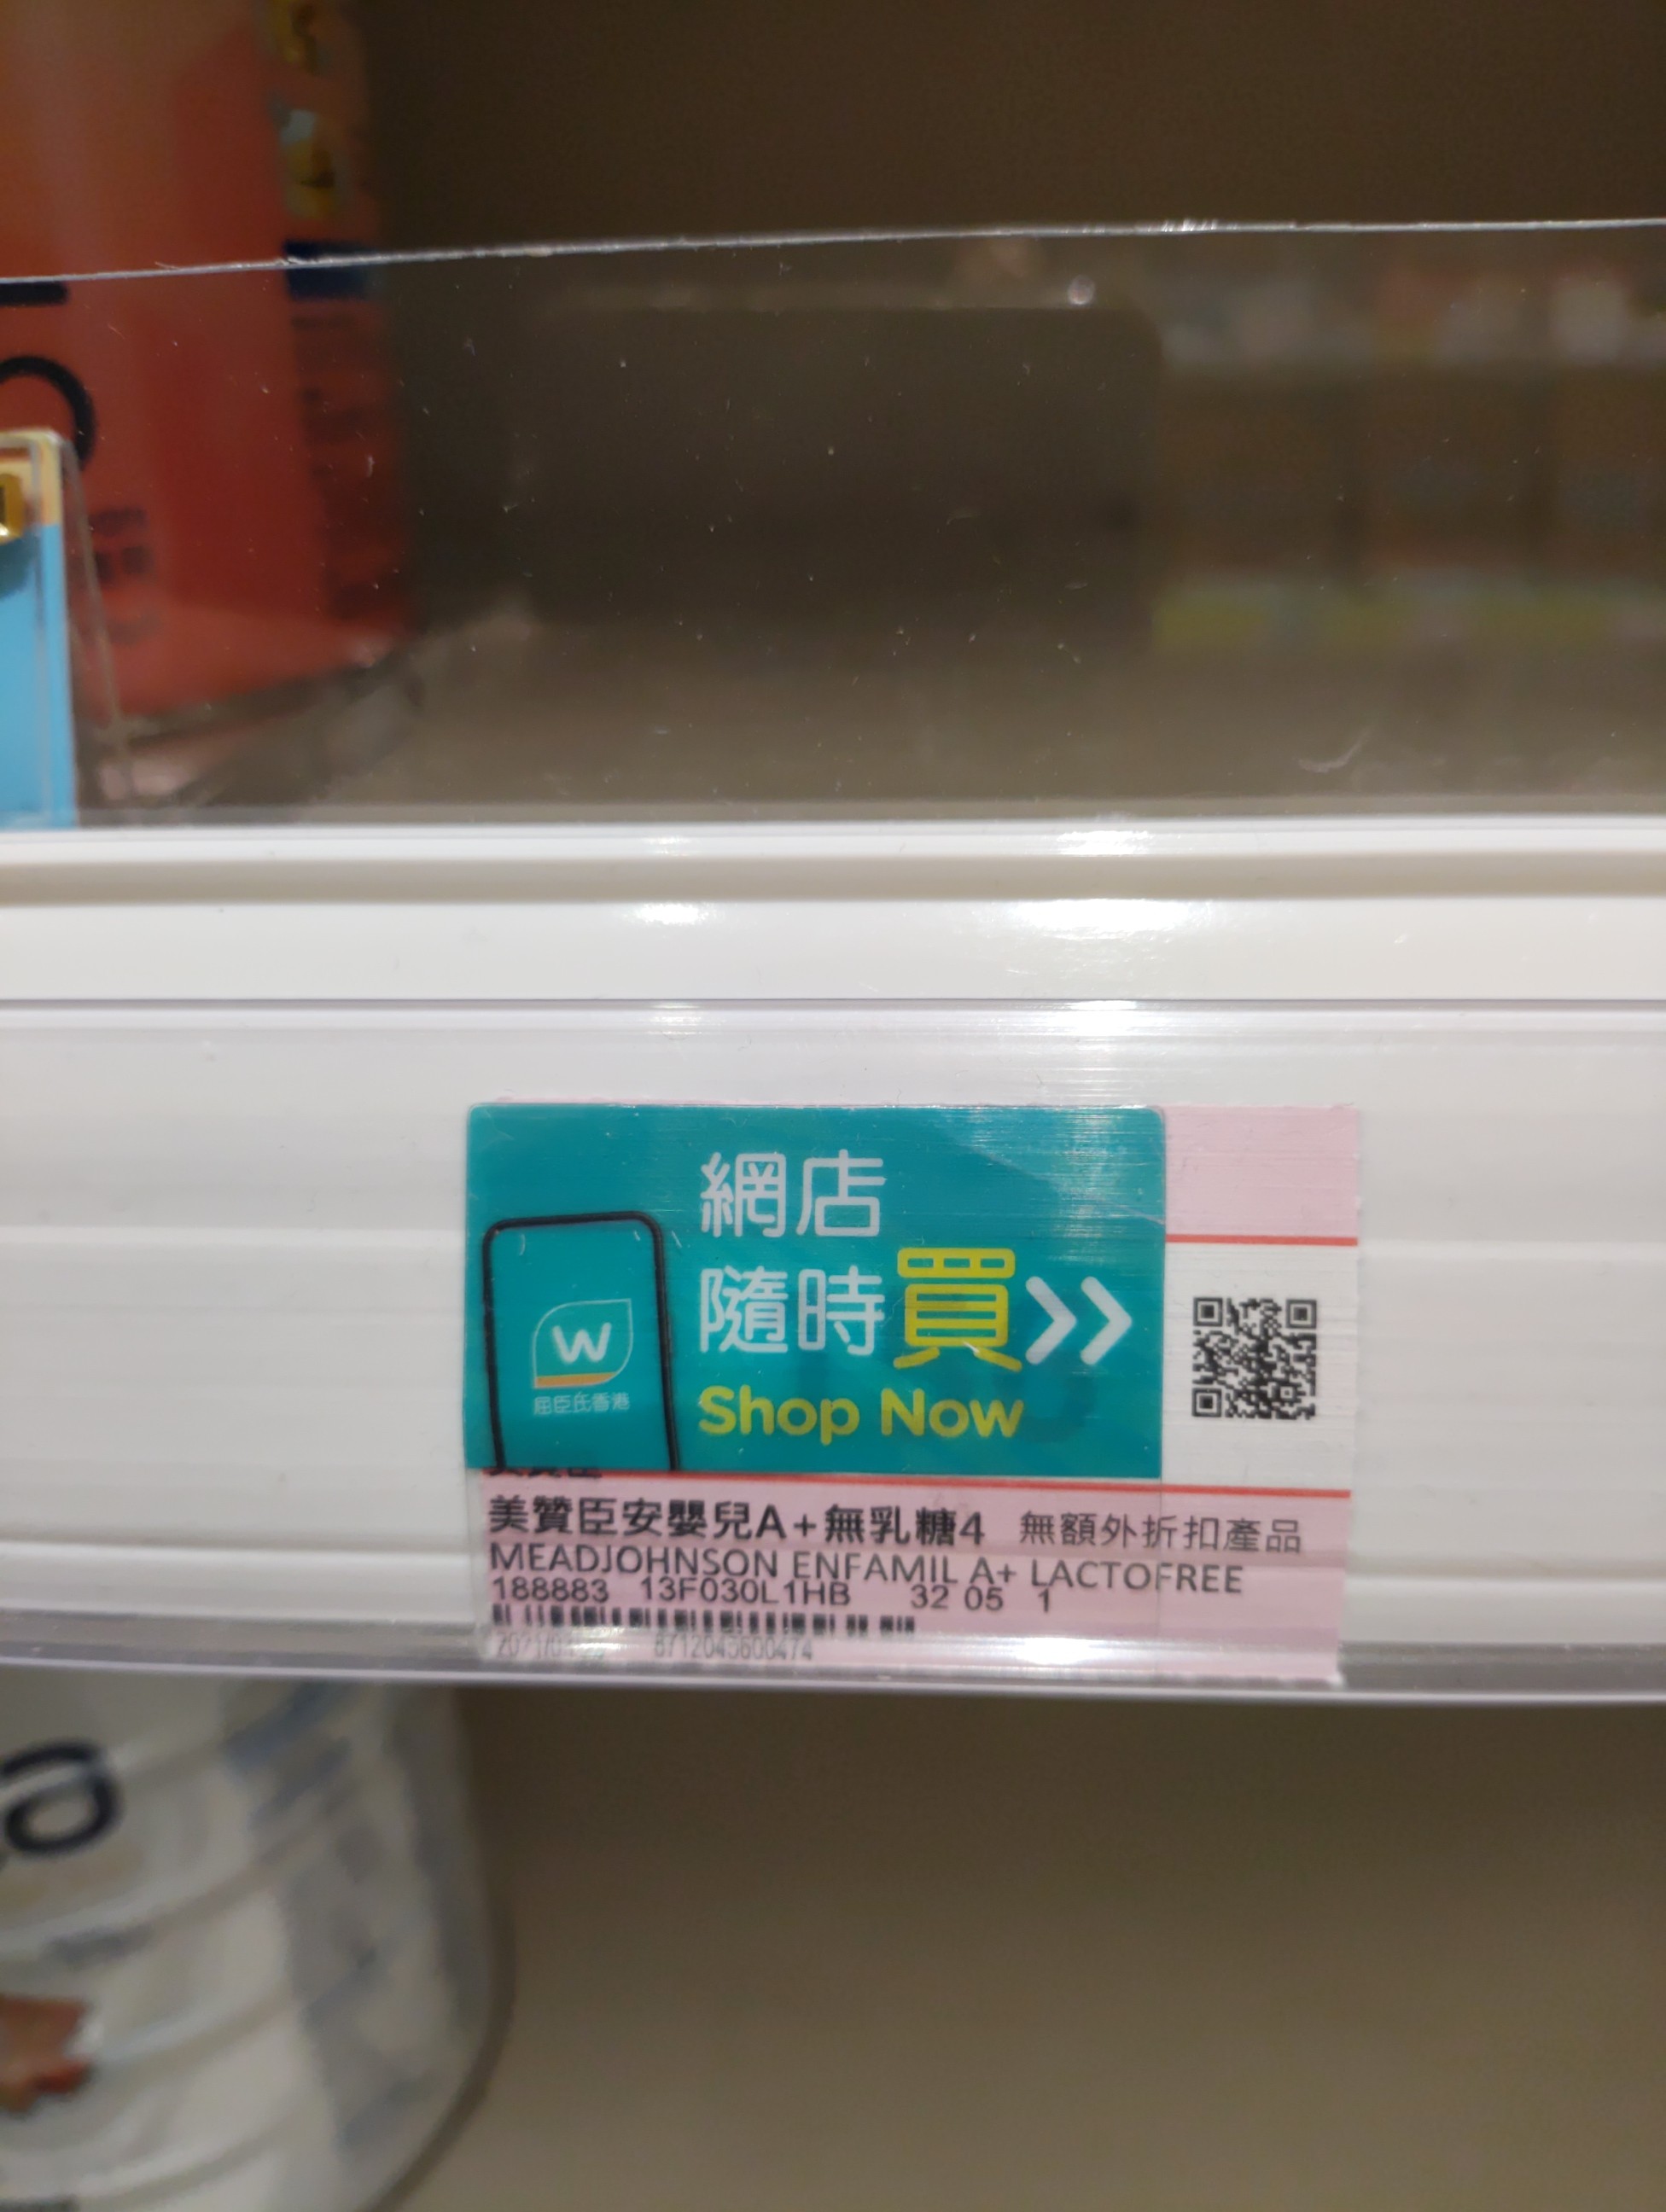 網店
隨時買
Shop Now
W
屈臣氏香港
美贊臣安嬰兒A+無乳糖4 無額外折扣產品
MEADJOHNSON ENFAMIL A+ LACTOFREE
188883 13F030L1HB 32 05 1
8712045600474
a